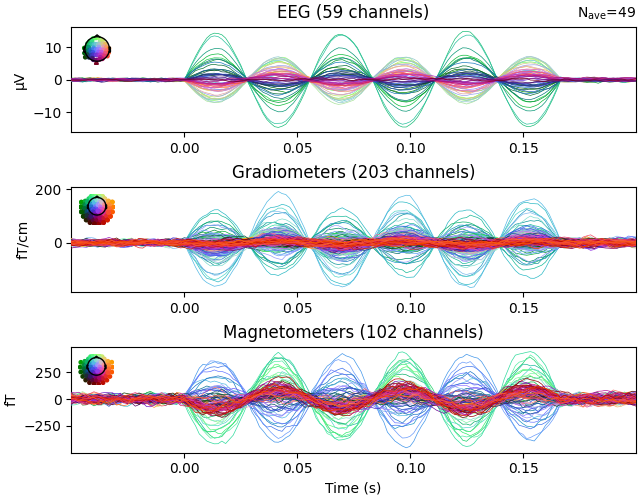 EEG (59 channels)
Nave=49
10
0
−10
µV
0.00 0.05 0.10 0.15
Gradiometers (203 channels)
200
0
fT/cm
0.00 0.05 0.10 0.15
Magnetometers (102 channels)
250
0
−250
fT
0.00 0.05 0.10 0.15
Time (s)